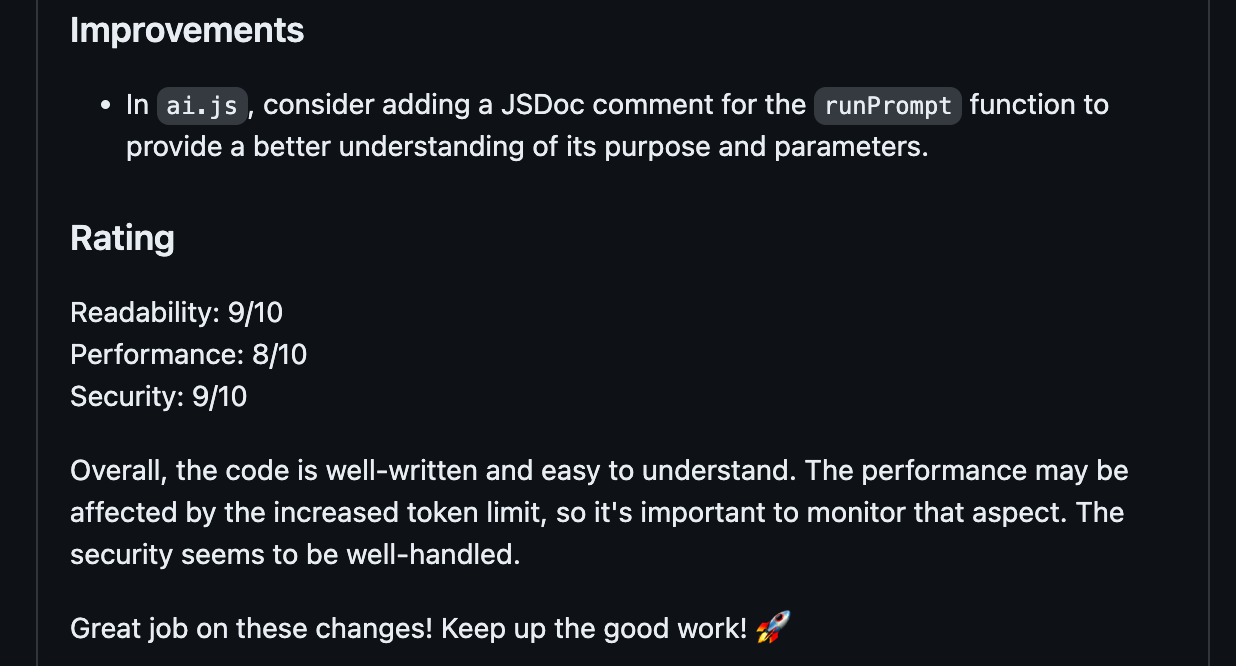 Improvements
• In ai.js, consider adding a JSDoc comment for the runPrompt function to
provide a better understanding of its purpose and parameters.
Rating
Readability: 9/10
Performance: 8/10
Security: 9/10
Overall, the code is well-written and easy to understand. The performance may be
affected by the increased token limit, so it's important to monitor that aspect. The
security seems to be well-handled.
Great job on these changes! Keep up the good work! 🚀